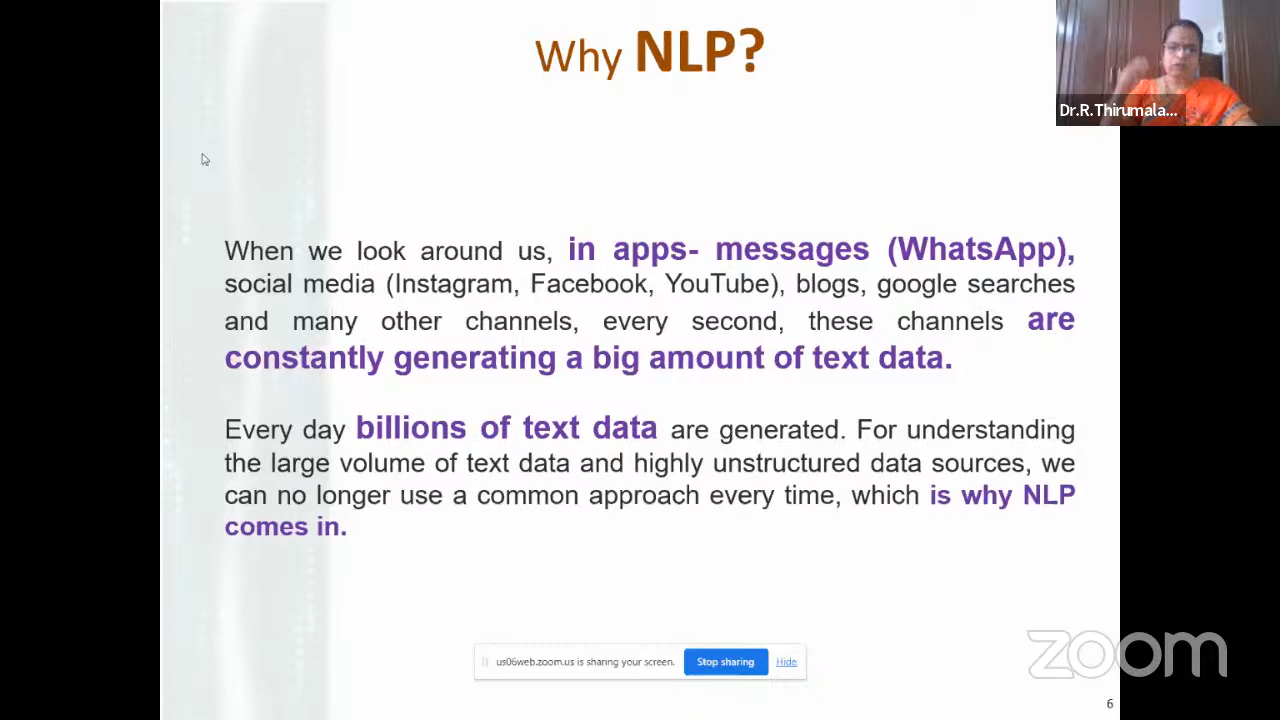 Why NLP?
Dr.R.Thirumala...
When we look around us, in apps- messages (WhatsApp),
social media (Instagram, Facebook, YouTube), blogs, google searches
and many other channels, every second, these channels are
constantly generating a big amount of text data.
Every day billions of text data are generated. For understanding
the large volume of text data and highly unstructured data sources, we
can no longer use a common approach every time, which is why NLP
comes in.
us06web.zoom.us is sharing your screen. Stop sharing Hide
zoom
6